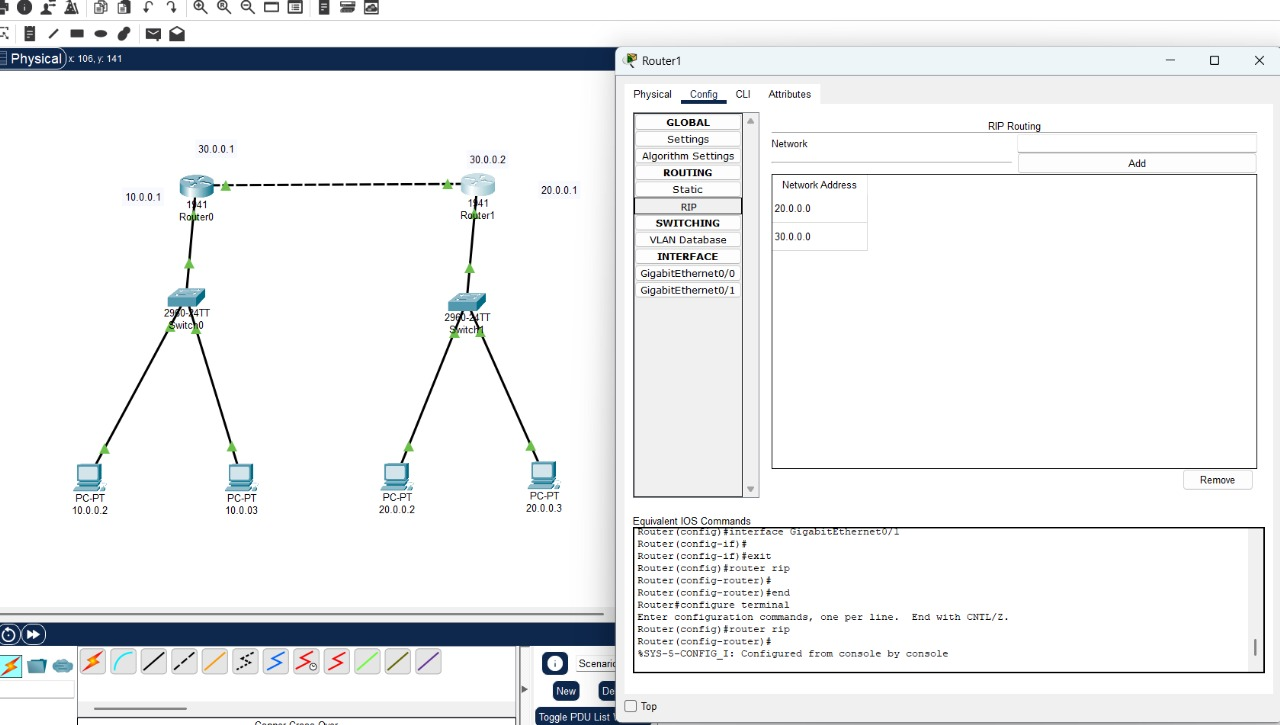 Physical x: 106, y: 141
30.0.0.1
30.0.0.2
10.0.0.1
20.0.0.1
1941
Router0
1941
Router1
2960-24TT
Switch0
2960-24TT
Switch1
PC-PT
10.0.0.2
PC-PT
10.0.03
PC-PT
20.0.0.2
PC-PT
20.0.0.3
Scenario
New
Toggle PDU List
Copper Cross-Over
Router1
Physical Config CLI Attributes
GLOBAL
Settings
Algorithm Settings
ROUTING
Static
RIP
SWITCHING
VLAN Database
INTERFACE
GigabitEthernet0/0
GigabitEthernet0/1
RIP Routing
Network
Add
Network Address
20.0.0.0
30.0.0.0
Remove
Equivalent IOS Commands
Router(config)#interface GigabitEthernet0/1
Router(config-if)#
Router(config-if)#exit
Router(config)#router rip
Router(config-router)#
Router(config-router)#end
Router#configure terminal
Enter configuration commands, one per line. End with CNTL/Z.
Router(config)#router rip
Router(config-router)#
%SYS-5-CONFIG_I: Configured from console by console
Top